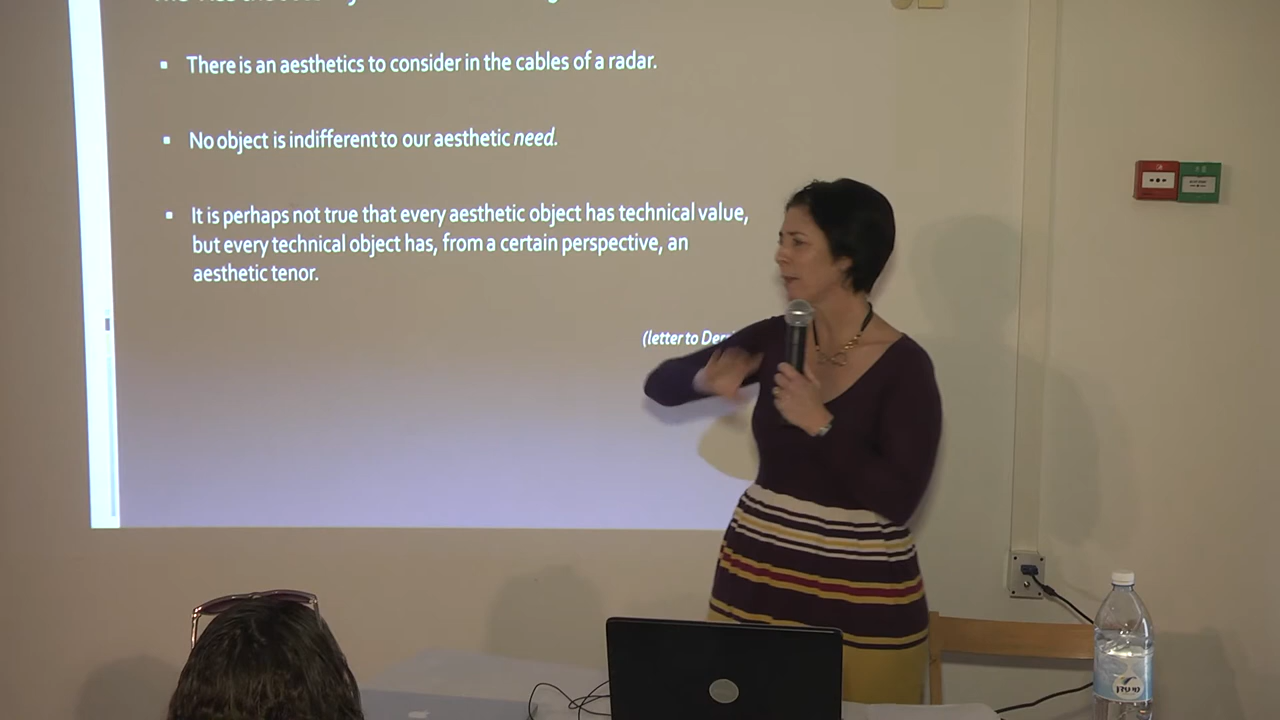 There is an aesthetics to consider in the cables of a radar.
No object is indifferent to our aesthetic need.
It is perhaps not true that every aesthetic object has technical value,
but every technical object has, from a certain perspective, an
aesthetic tenor.
(letter to